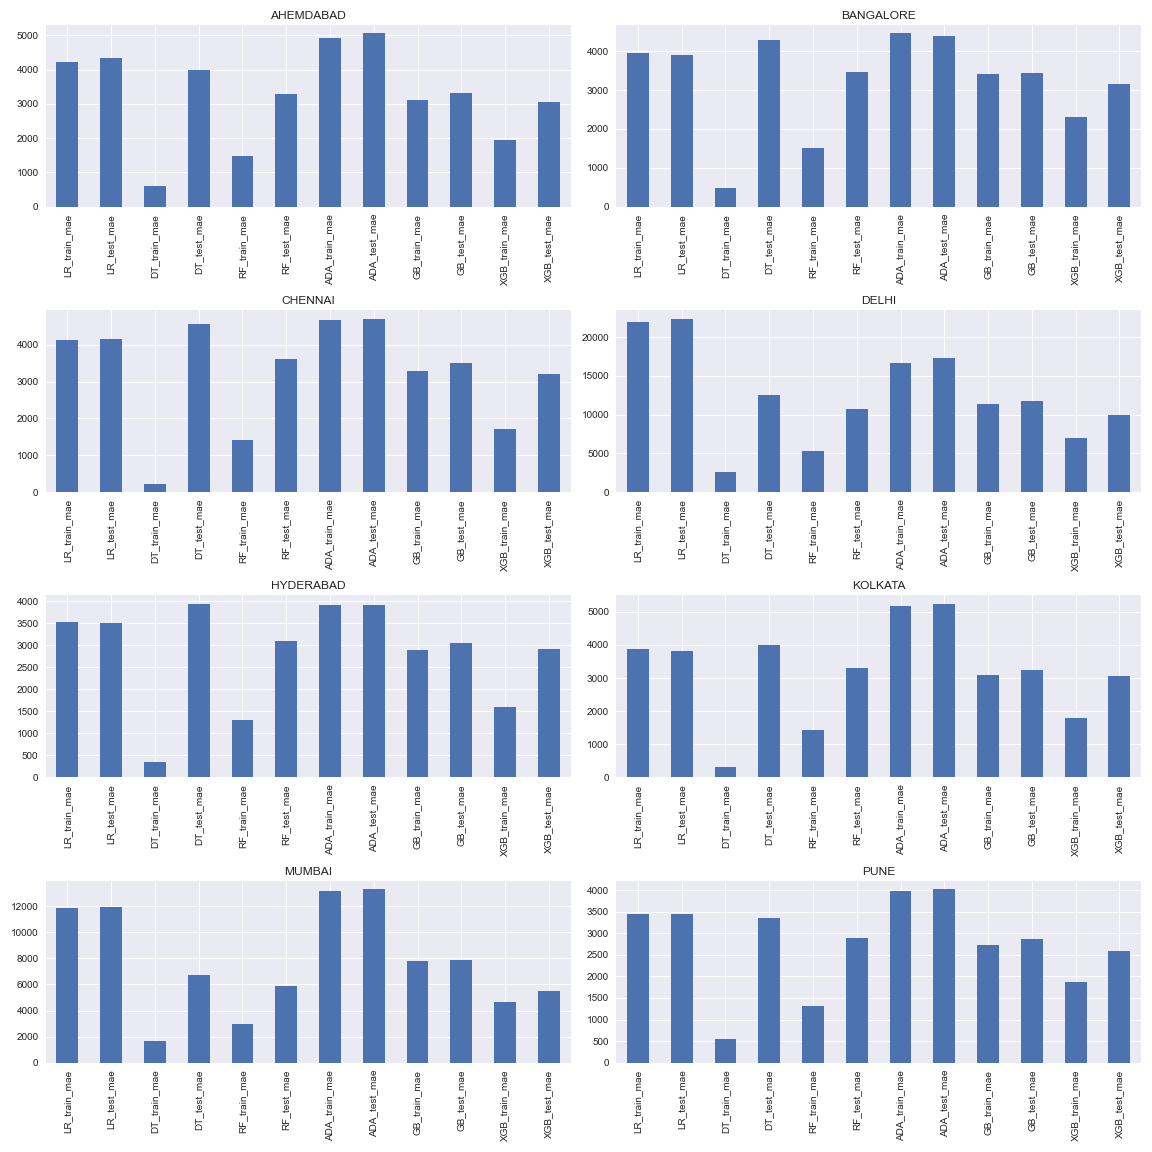 AHEMDABAD
5000
4000
3000
2000
1000
0
LR_train_mae
LR_test_mae
DT_train_mae
DT_test_mae
RF_train_mae
RF_test_mae
ADA_train_mae
ADA_test_mae
GB_train_mae
GB_test_mae
XGB_train_mae
XGB_test_mae
BANGALORE
4000
3000
2000
1000
0
LR_train_mae
LR_test_mae
DT_train_mae
DT_test_mae
RF_train_mae
RF_test_mae
ADA_train_mae
ADA_test_mae
GB_train_mae
GB_test_mae
XGB_train_mae
XGB_test_mae
CHENNAI
4000
3000
2000
1000
0
LR_train_mae
LR_test_mae
DT_train_mae
DT_test_mae
RF_train_mae
RF_test_mae
ADA_train_mae
ADA_test_mae
GB_train_mae
GB_test_mae
XGB_train_mae
XGB_test_mae
DELHI
20000
15000
10000
5000
0
LR_train_mae
LR_test_mae
DT_train_mae
DT_test_mae
RF_train_mae
RF_test_mae
ADA_train_mae
ADA_test_mae
GB_train_mae
GB_test_mae
XGB_train_mae
XGB_test_mae
HYDERABAD
4000
3500
3000
2500
2000
1500
1000
500
0
LR_train_mae
LR_test_mae
DT_train_mae
DT_test_mae
RF_train_mae
RF_test_mae
ADA_train_mae
ADA_test_mae
GB_train_mae
GB_test_mae
XGB_train_mae
XGB_test_mae
KOLKATA
5000
4000
3000
2000
1000
0
LR_train_mae
LR_test_mae
DT_train_mae
DT_test_mae
RF_train_mae
RF_test_mae
ADA_train_mae
ADA_test_mae
GB_train_mae
GB_test_mae
XGB_train_mae
XGB_test_mae
MUMBAI
12000
10000
8000
6000
4000
2000
0
LR_train_mae
LR_test_mae
DT_train_mae
DT_test_mae
RF_train_mae
RF_test_mae
ADA_train_mae
ADA_test_mae
GB_train_mae
GB_test_mae
XGB_train_mae
XGB_test_mae
PUNE
4000
3500
3000
2500
2000
1500
1000
500
0
LR_train_mae
LR_test_mae
DT_train_mae
DT_test_mae
RF_train_mae
RF_test_mae
ADA_train_mae
ADA_test_mae
GB_train_mae
GB_test_mae
XGB_train_mae
XGB_test_mae